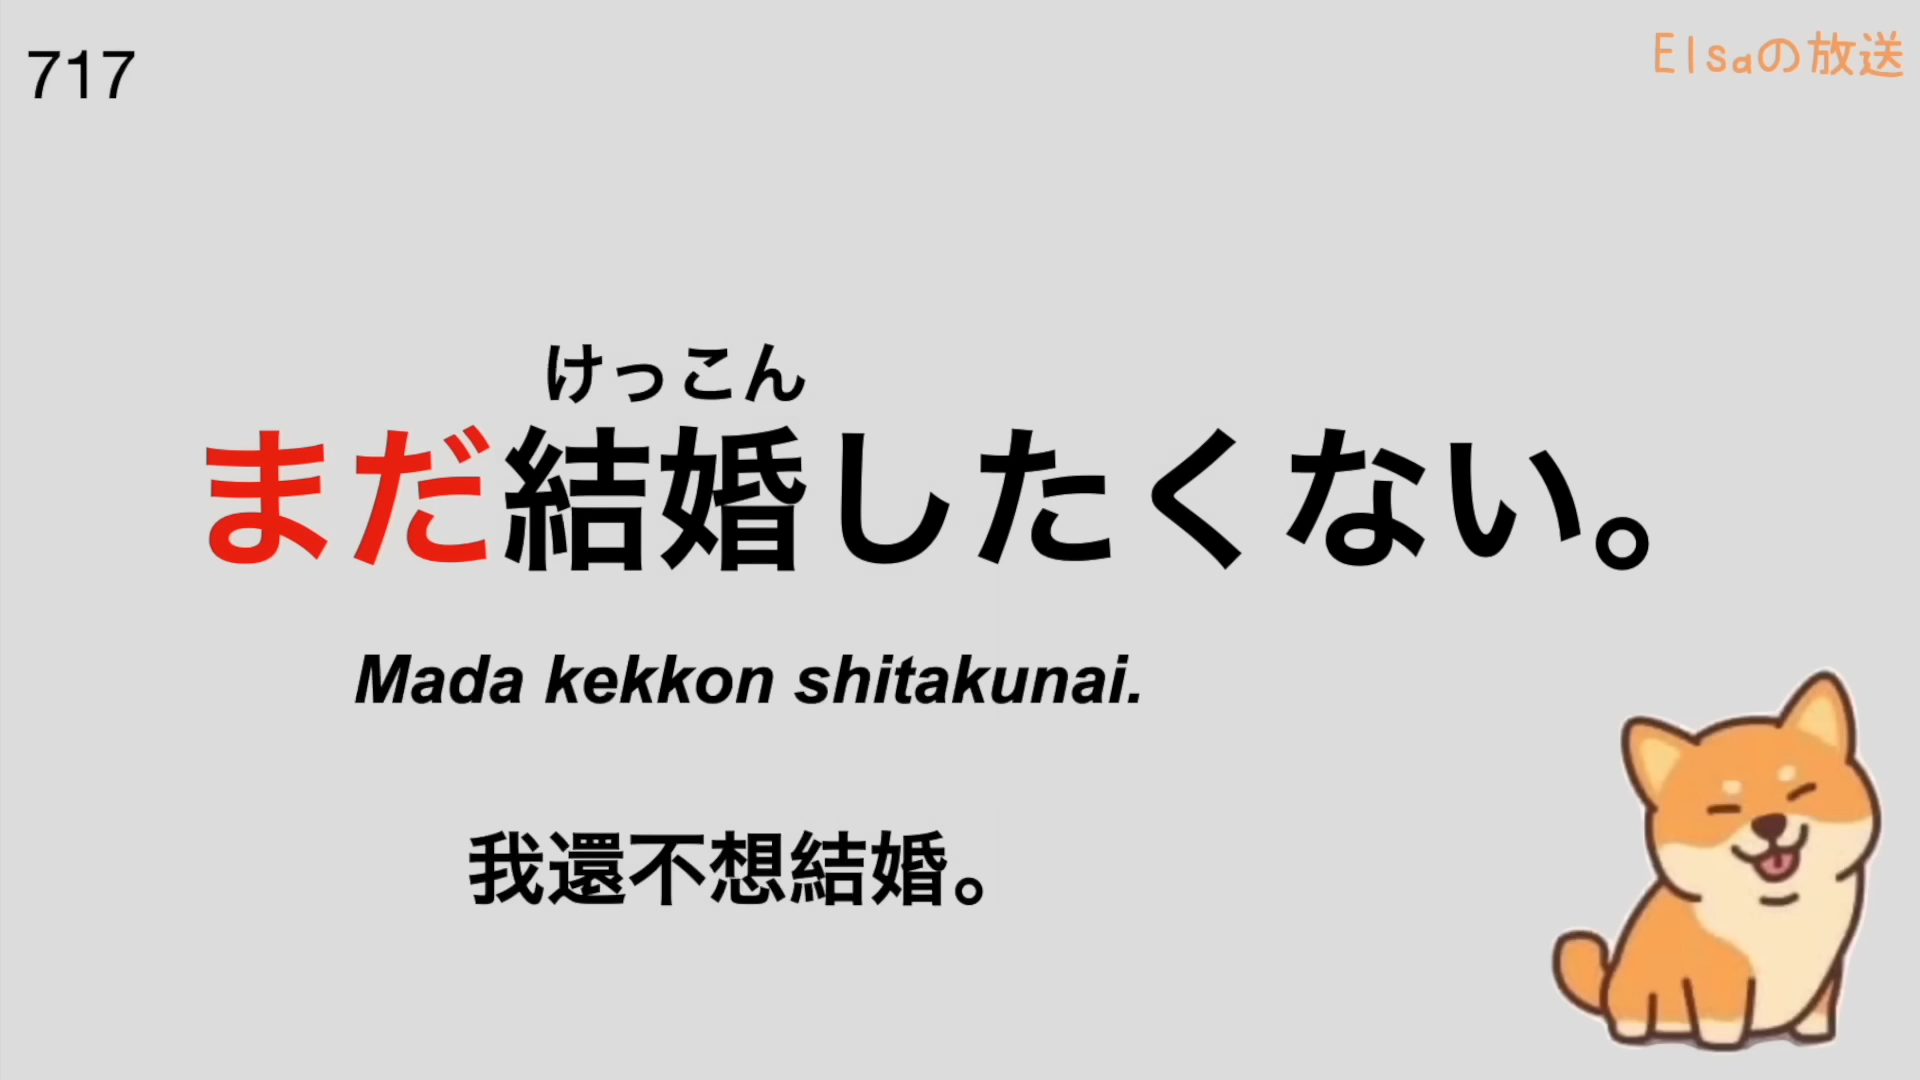 717
Elsaの放送
けっこん
まだ結婚したくない。
Mada kekkon shitakunai.
我還不想結婚。